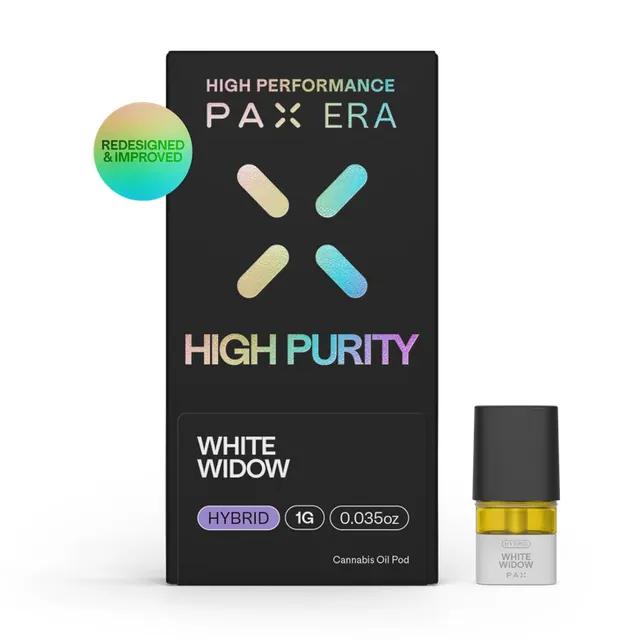 HIGH PERFORMANCE
PAX ERA
REDESIGNED
& IMPROVED
HIGH PURITY
WHITE
WIDOW
HYBRID 1G 0.035oz
Cannabis Oil Pod
HYBRID
WHITE
WIDOW
PAX